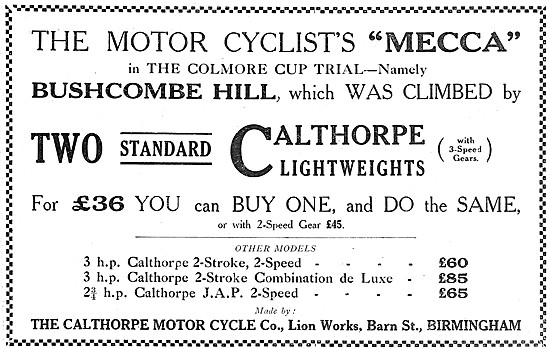 THE MOTOR CYCLIST'S "MECCA"
in THE COLMORE CUP TRIAL—Namely
BUSHCOMBE HILL, which WAS CLIMBED by
TWO STANDARD CALTHORPE LIGHTWEIGHTS (with 3-Speed Gears.)
For £36 YOU can BUY ONE, and DO the SAME,
or with 2-Speed Gear £45.
OTHER MODELS
3 h.p. Calthorpe 2-Stroke, 2-Speed - - - - £60
3 h.p. Calthorpe 2-Stroke Combination de Luxe - £85
2¾ h.p. Calthorpe J.A.P. 2-Speed - - - - £65
Made by:
THE CALTHORPE MOTOR CYCLE Co., Lion Works, Barn St., BIRMINGHAM